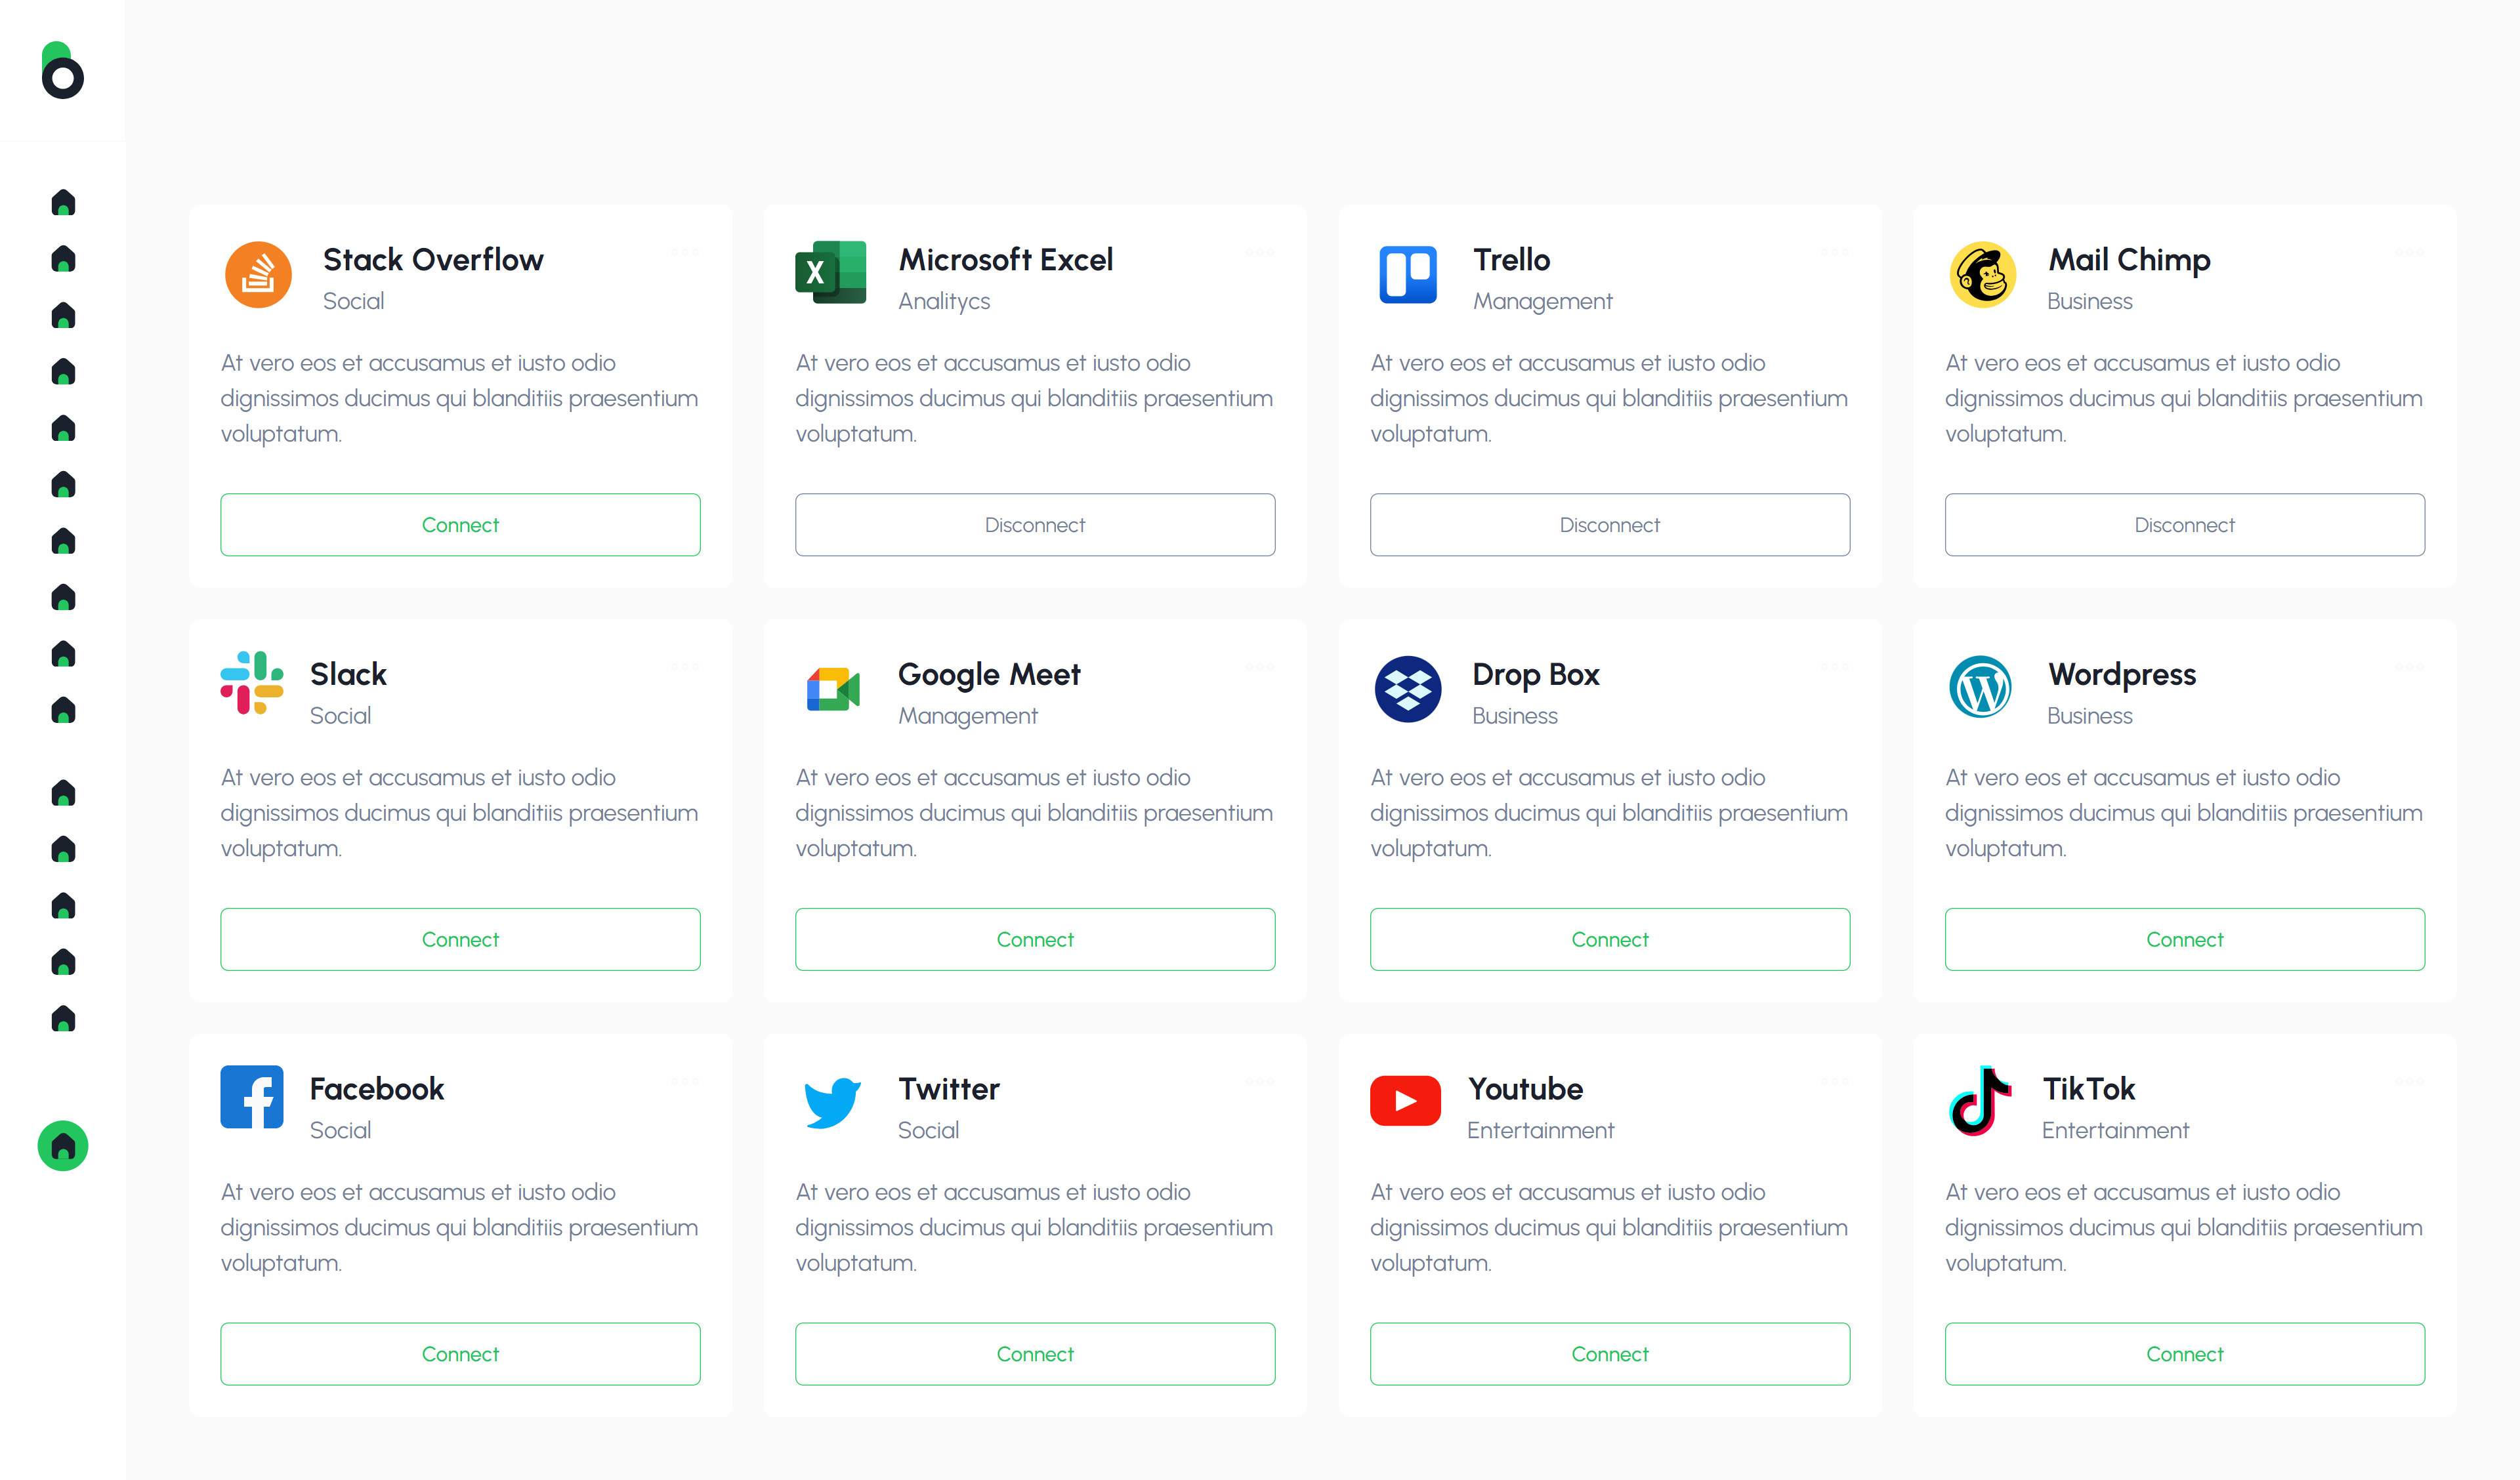 Stack Overflow
Social
At vero eos et accusamus et iusto odio
dignissimos ducimus qui blanditiis praesentium
voluptatum.
Connect
Microsoft Excel
Analitycs
At vero eos et accusamus et iusto odio
dignissimos ducimus qui blanditiis praesentium
voluptatum.
Disconnect
Trello
Management
At vero eos et accusamus et iusto odio
dignissimos ducimus qui blanditiis praesentium
voluptatum.
Disconnect
Mail Chimp
Business
At vero eos et accusamus et iusto odio
dignissimos ducimus qui blanditiis praesentium
voluptatum.
Disconnect
Slack
Social
At vero eos et accusamus et iusto odio
dignissimos ducimus qui blanditiis praesentium
voluptatum.
Connect
Google Meet
Management
At vero eos et accusamus et iusto odio
dignissimos ducimus qui blanditiis praesentium
voluptatum.
Connect
Drop Box
Business
At vero eos et accusamus et iusto odio
dignissimos ducimus qui blanditiis praesentium
voluptatum.
Connect
Wordpress
Business
At vero eos et accusamus et iusto odio
dignissimos ducimus qui blanditiis praesentium
voluptatum.
Connect
Facebook
Social
At vero eos et accusamus et iusto odio
dignissimos ducimus qui blanditiis praesentium
voluptatum.
Connect
Twitter
Social
At vero eos et accusamus et iusto odio
dignissimos ducimus qui blanditiis praesentium
voluptatum.
Connect
Youtube
Entertainment
At vero eos et accusamus et iusto odio
dignissimos ducimus qui blanditiis praesentium
voluptatum.
Connect
TikTok
Entertainment
At vero eos et accusamus et iusto odio
dignissimos ducimus qui blanditiis praesentium
voluptatum.
Connect